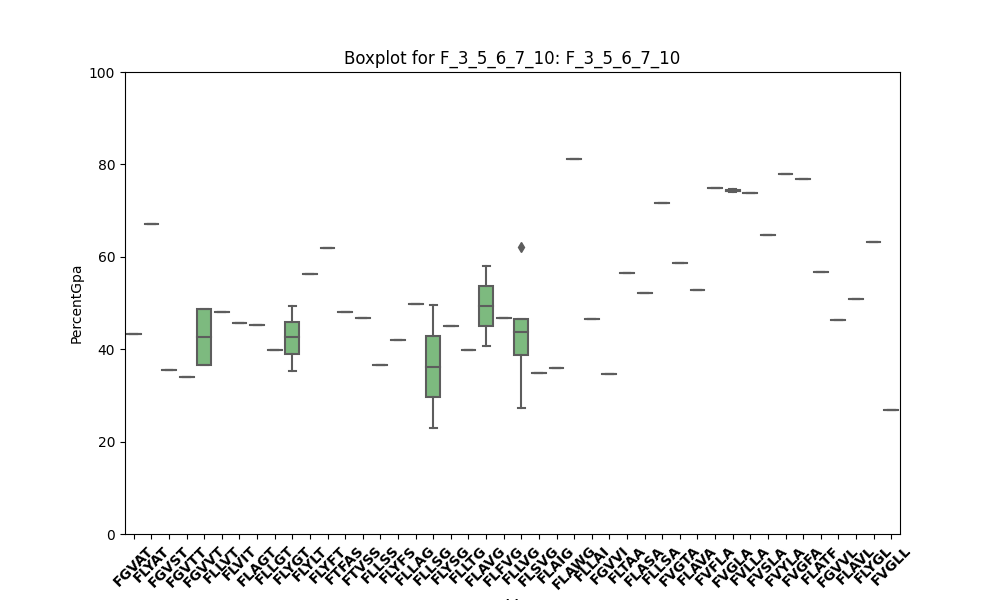 Boxplot for F_3_5_6_7_10: F_3_5_6_7_10
100
80
60
40
20
0
PercentGpa
FGVAT
FLYAT
FGVST
FGVTT
FGVVT
FLLVT
FLVIT
FLAGT
FLLGT
FLYGT
FLYLT
FLYFT
FTFAS
FTVSS
FLLSS
FLYFS
FLLAG
FLLSG
FLYSG
FLLTG
FLAVG
FLFVG
FLLVG
FLSVG
FLAIG
FLAWG
FLLAI
FGVVI
FLTAA
FLASA
FLLSA
FVGTA
FLAVA
FVFLA
FVGLA
FVLLA
FVSLA
FVYLA
FVGFA
FLATF
FGVVL
FLAVL
FLYGL
FVGLL